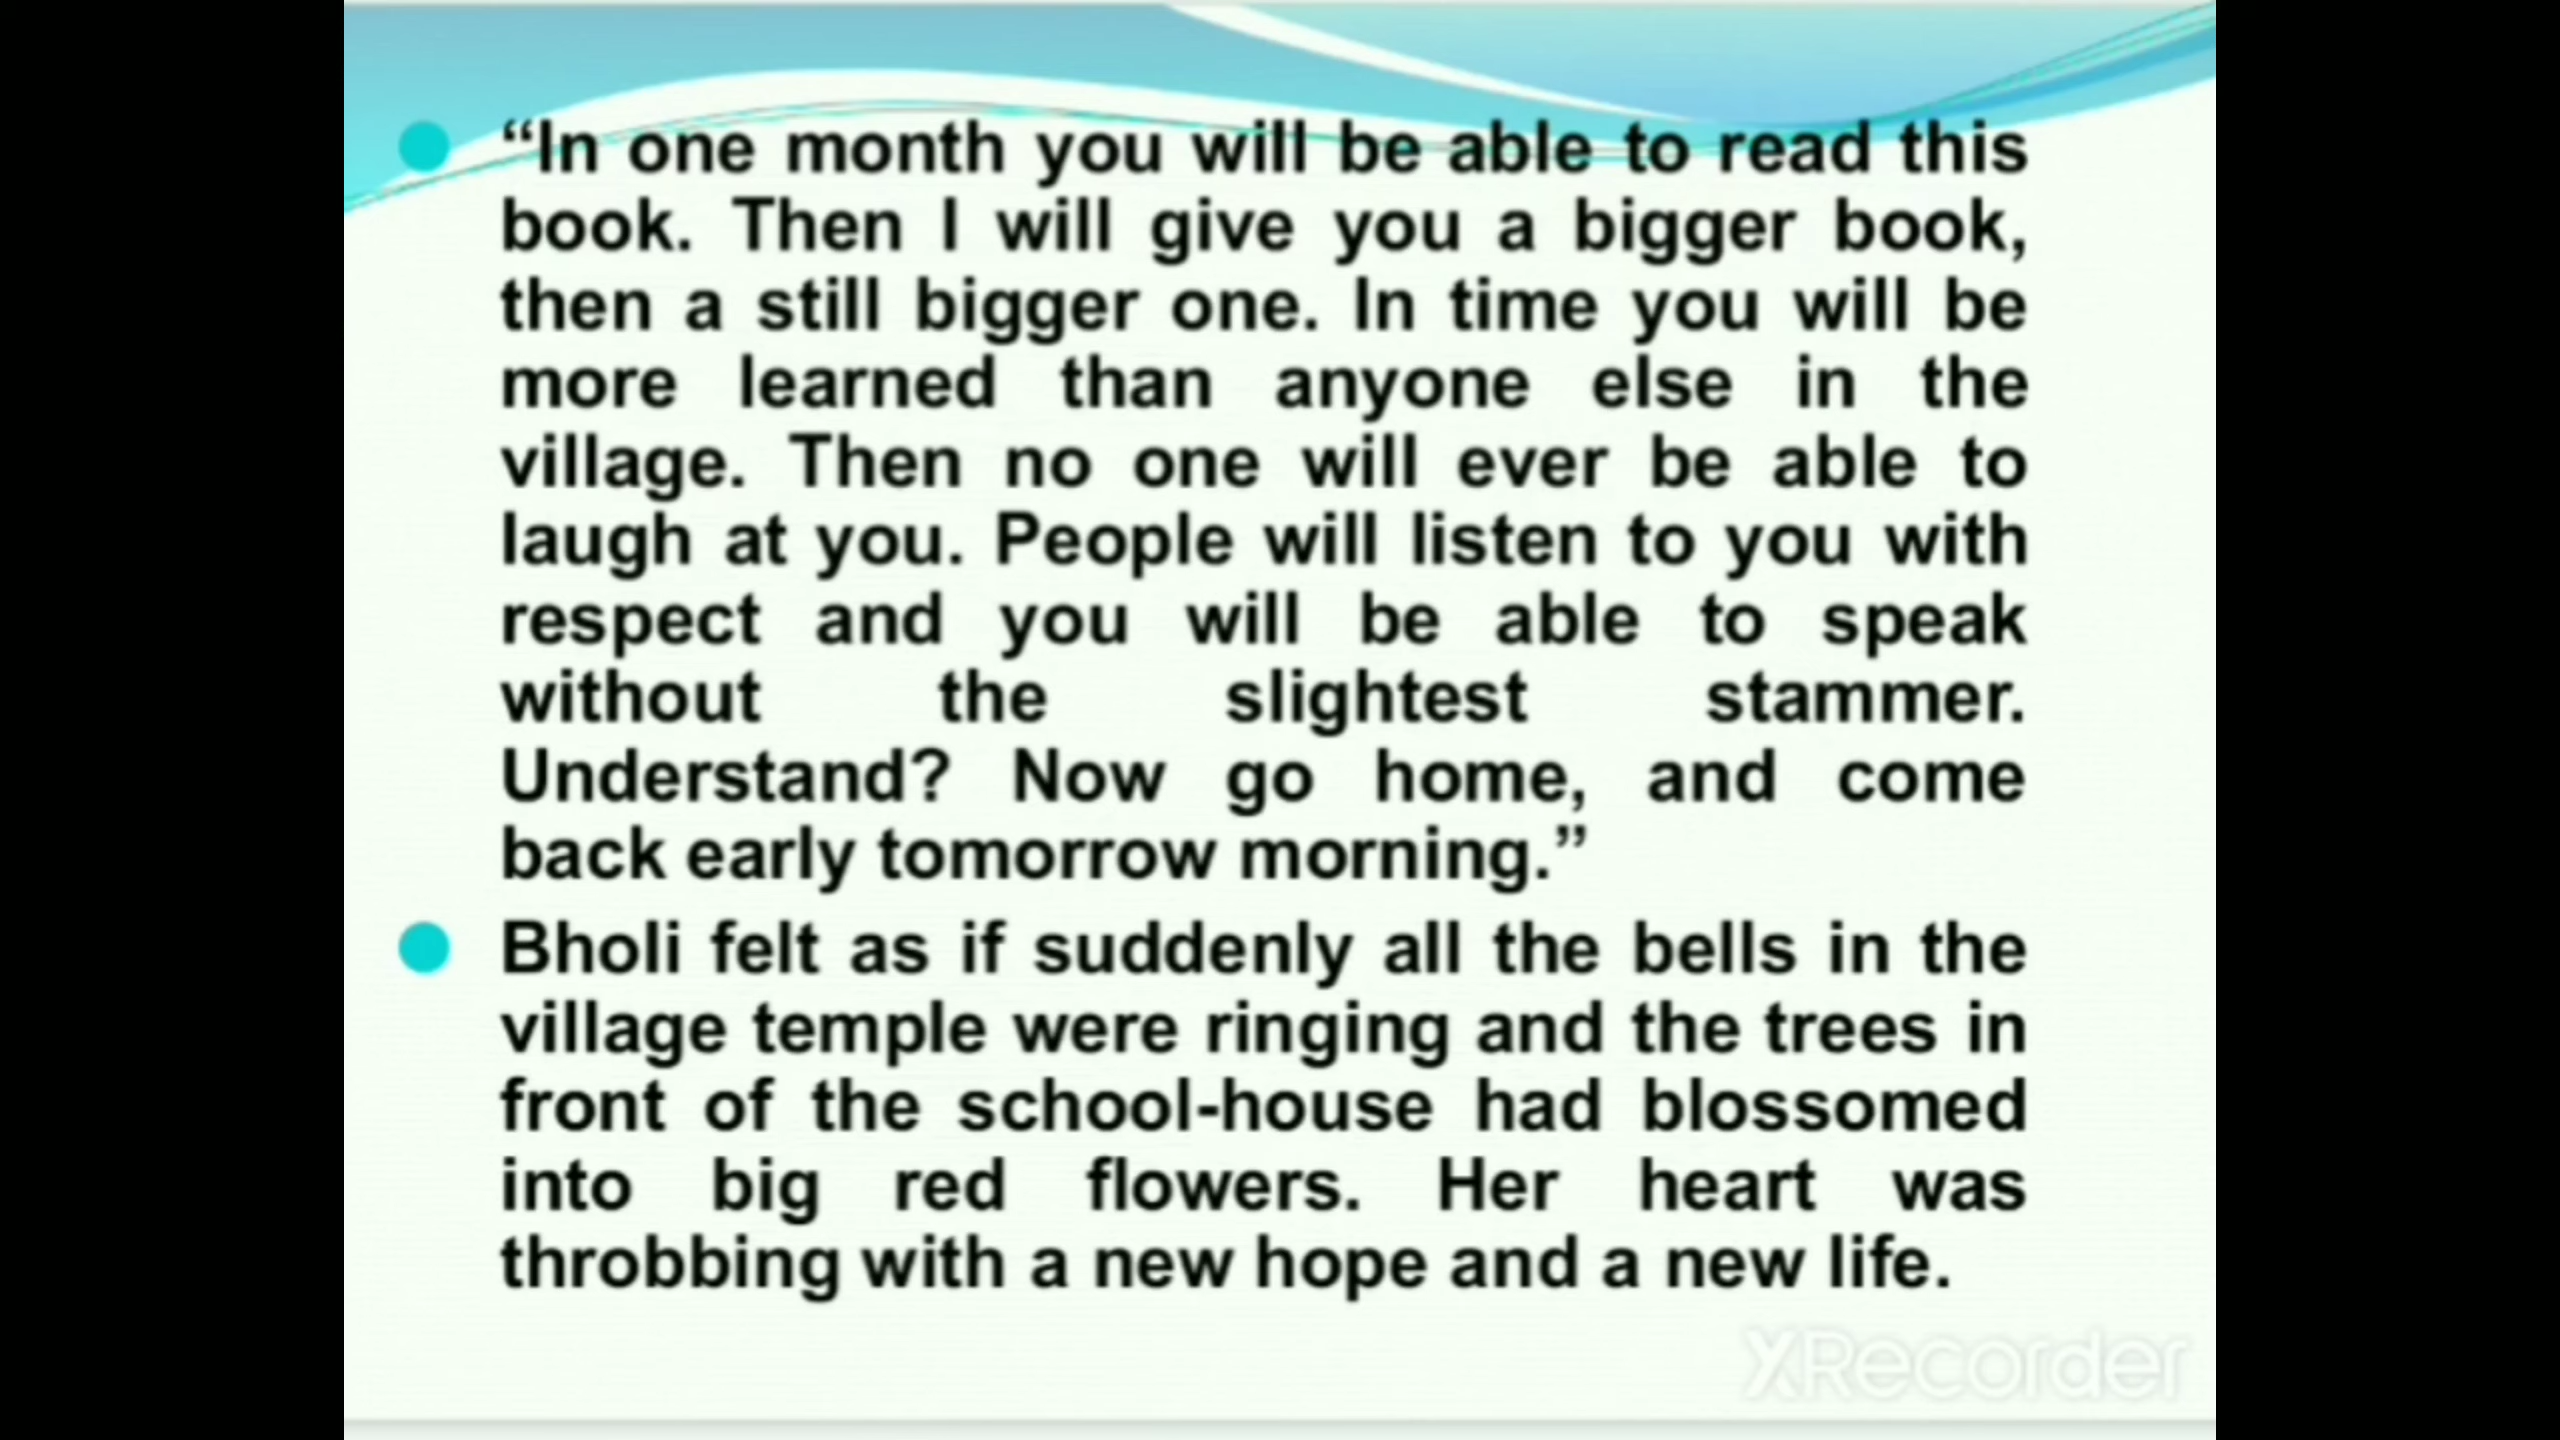 “In one month you will be able to read this
book. Then I will give you a bigger book,
then a still bigger one. In time you will be
more learned than anyone else in the
village. Then no one will ever be able to
laugh at you. People will listen to you with
respect and you will be able to speak
without the slightest stammer.
Understand? Now go home, and come
back early tomorrow morning.”
Bholi felt as if suddenly all the bells in the
village temple were ringing and the trees in
front of the school-house had blossomed
into big red flowers. Her heart was
throbbing with a new hope and a new life.
XRecorder